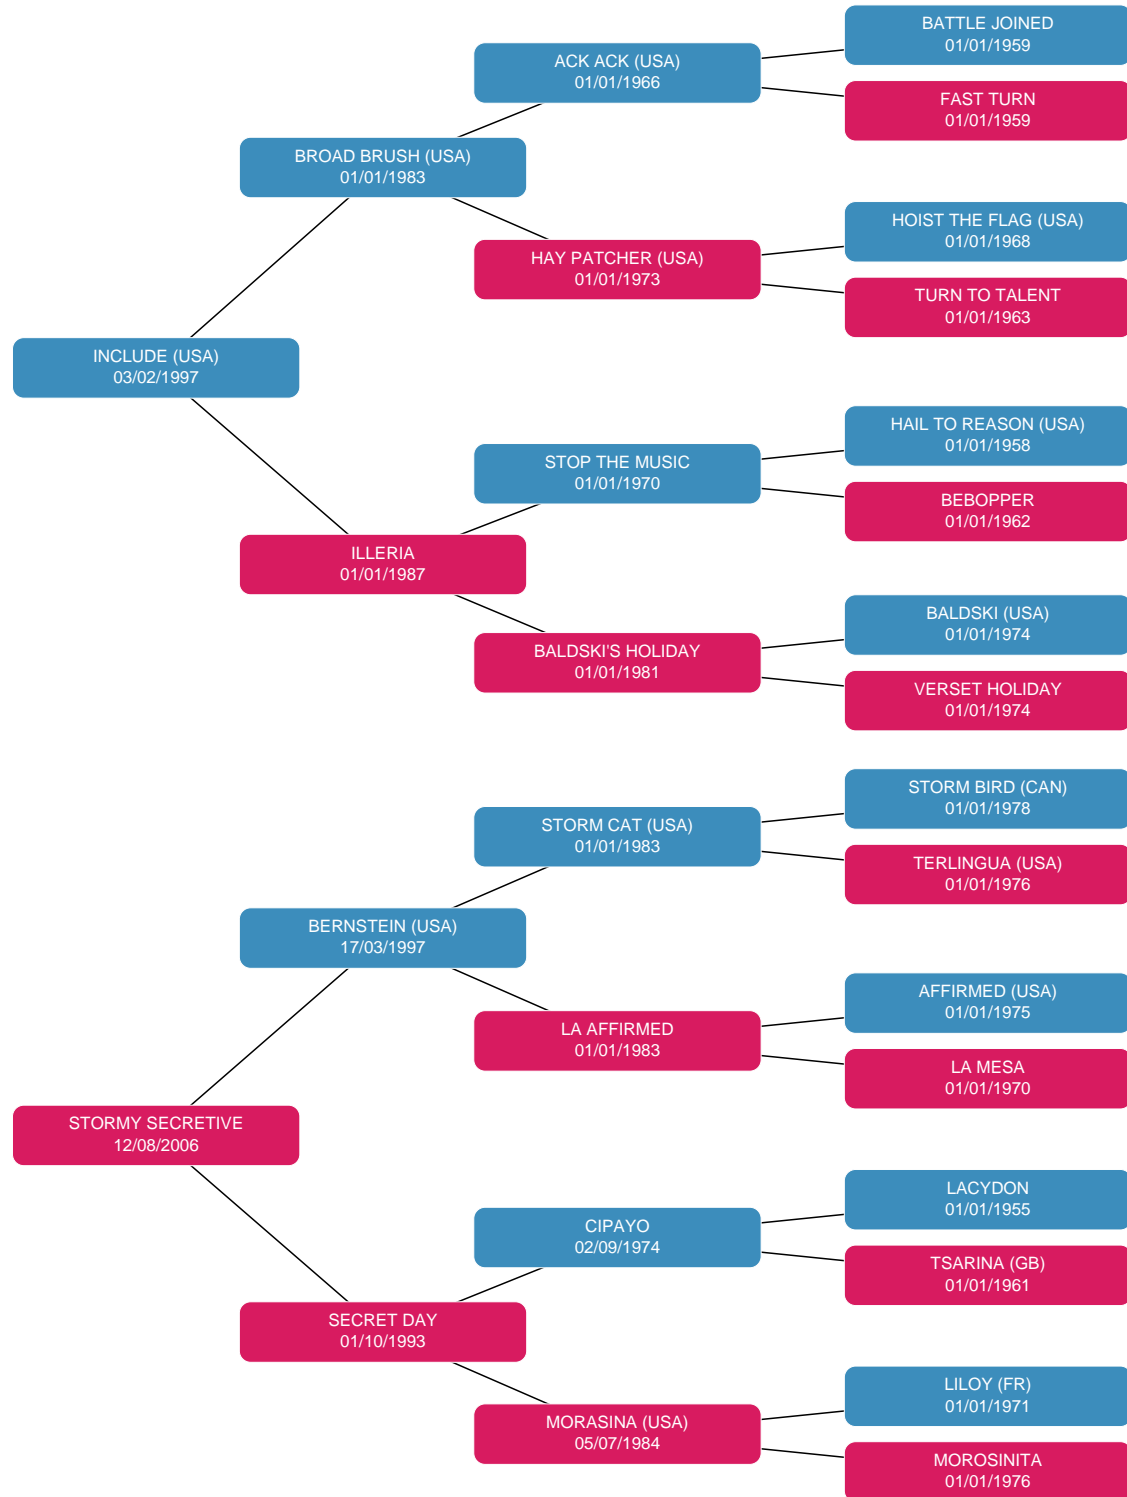 BATTLE JOINED
01/01/1959
ACK ACK (USA)
01/01/1966
FAST TURN
01/01/1959
BROAD BRUSH (USA)
01/01/1983
HOIST THE FLAG (USA)
01/01/1968
HAY PATCHER (USA)
01/01/1973
TURN TO TALENT
01/01/1963
INCLUDE (USA)
03/02/1997
HAIL TO REASON (USA)
01/01/1958
STOP THE MUSIC
01/01/1970
BEBOPPER
01/01/1962
ILLERIA
01/01/1987
BALDSKI (USA)
01/01/1974
BALDSKI'S HOLIDAY
01/01/1981
VERSET HOLIDAY
01/01/1974
STORM BIRD (CAN)
01/01/1978
STORM CAT (USA)
01/01/1983
TERLINGUA (USA)
01/01/1976
BERNSTEIN (USA)
17/03/1997
AFFIRMED (USA)
01/01/1975
LA AFFIRMED
01/01/1983
LA MESA
01/01/1970
STORMY SECRETIVE
12/08/2006
LACYDON
01/01/1955
CIPAYO
02/09/1974
TSARINA (GB)
01/01/1961
SECRET DAY
01/10/1993
LILOY (FR)
01/01/1971
MORASINA (USA)
05/07/1984
MOROSINITA
01/01/1976